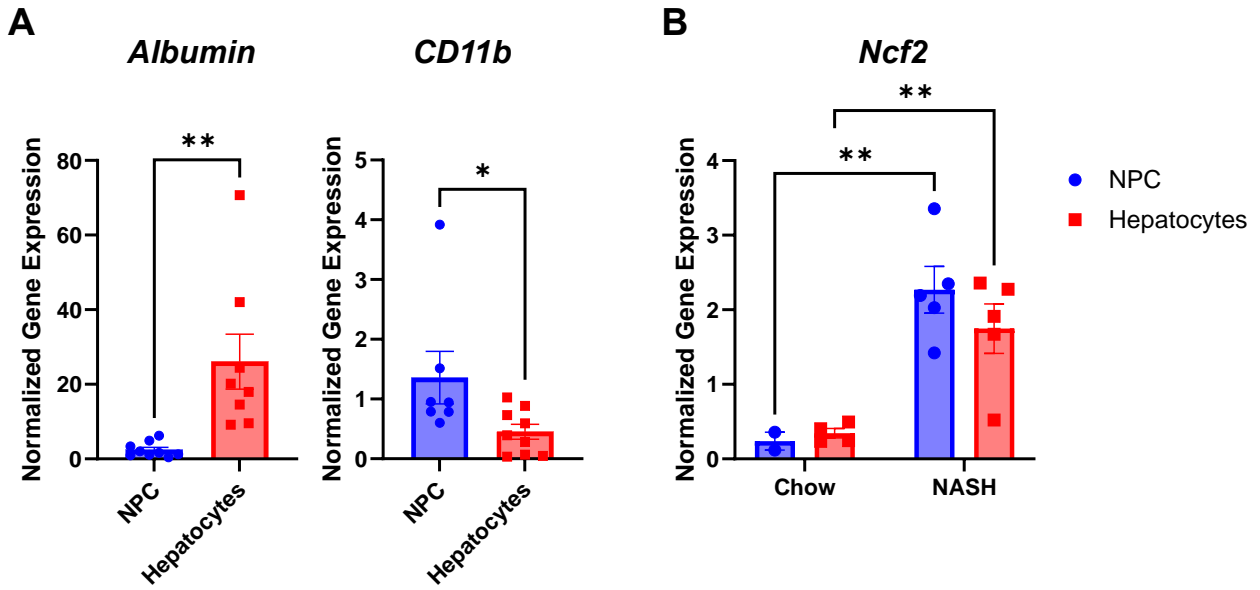 A
Albumin
Normalized Gene Expression
80
60
40
20
0
**
NPC
Hepatocytes
CD11b
Normalized Gene Expression
5
4
3
2
1
0
*
NPC
Hepatocytes
B
Ncf2
Normalized Gene Expression
4
3
2
1
0
**
**
Chow
NASH
NPC
Hepatocytes